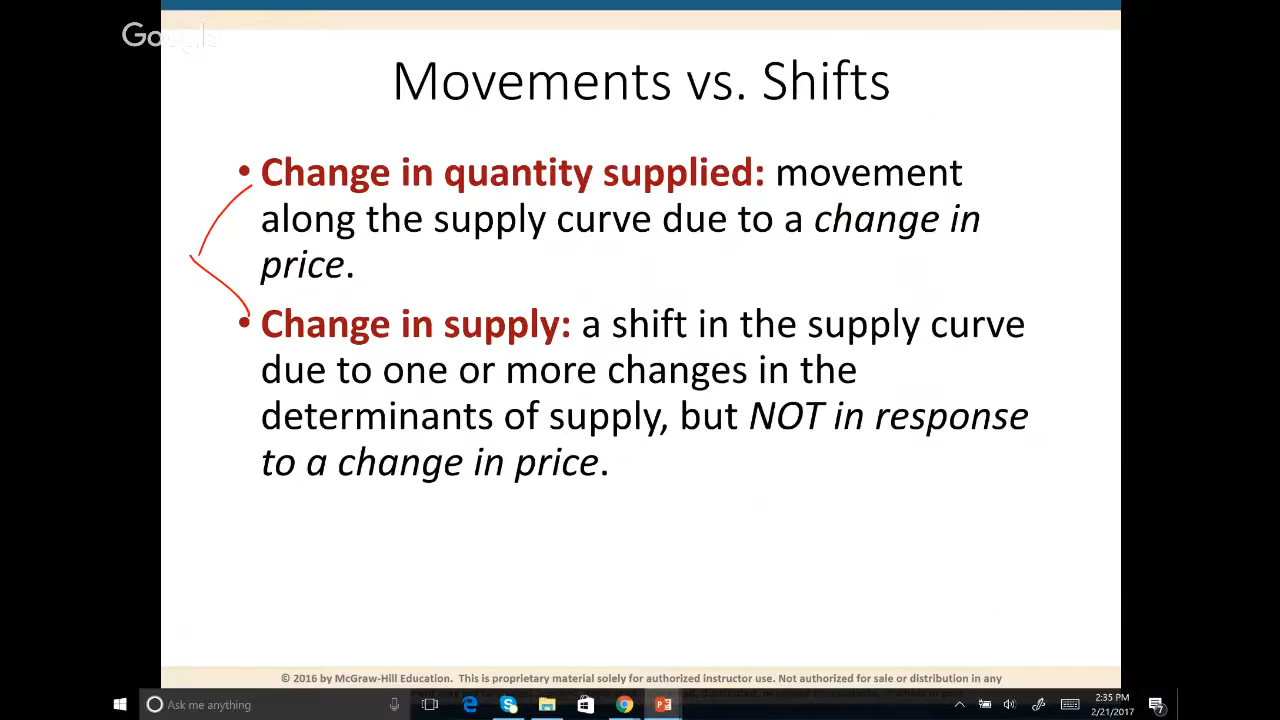 Google
Movements vs. Shifts
• Change in quantity supplied: movement
along the supply curve due to a change in
price.
• Change in supply: a shift in the supply curve
due to one or more changes in the
determinants of supply, but NOT in response
to a change in price.
© 2016 by McGraw-Hill Education. This is proprietary material solely for authorized instructor use. Not authorized for sale or distribution in any
Ask me anything
2:35 PM
2/21/2017
7